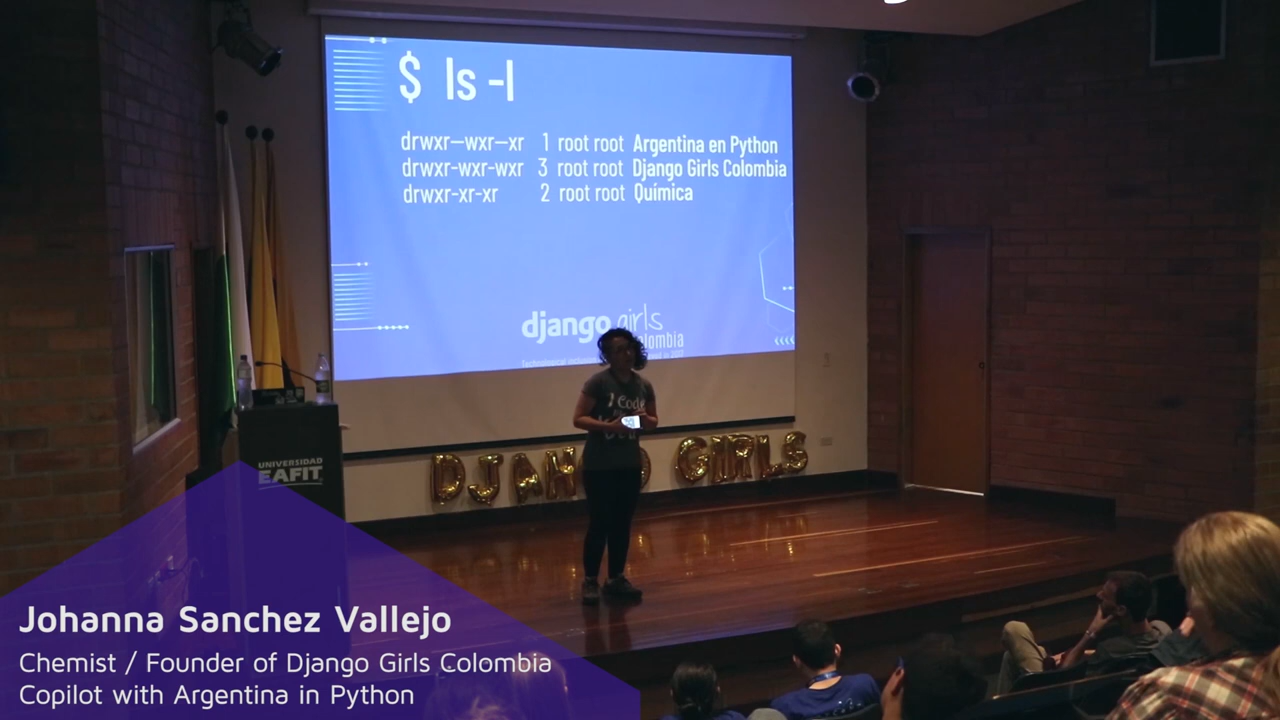 $ ls -l
drwxr–wxr–xr 1 root root Argentina en Python
drwxr-wxr-wxr 3 root root Django Girls Colombia
drwxr-xr-xr 2 root root Química
django girls
I Code
UNIVERSIDAD
EAFIT
GIRLS
Johanna Sanchez Vallejo
Chemist / Founder of Django Girls Colombia
Copilot with Argentina in Python